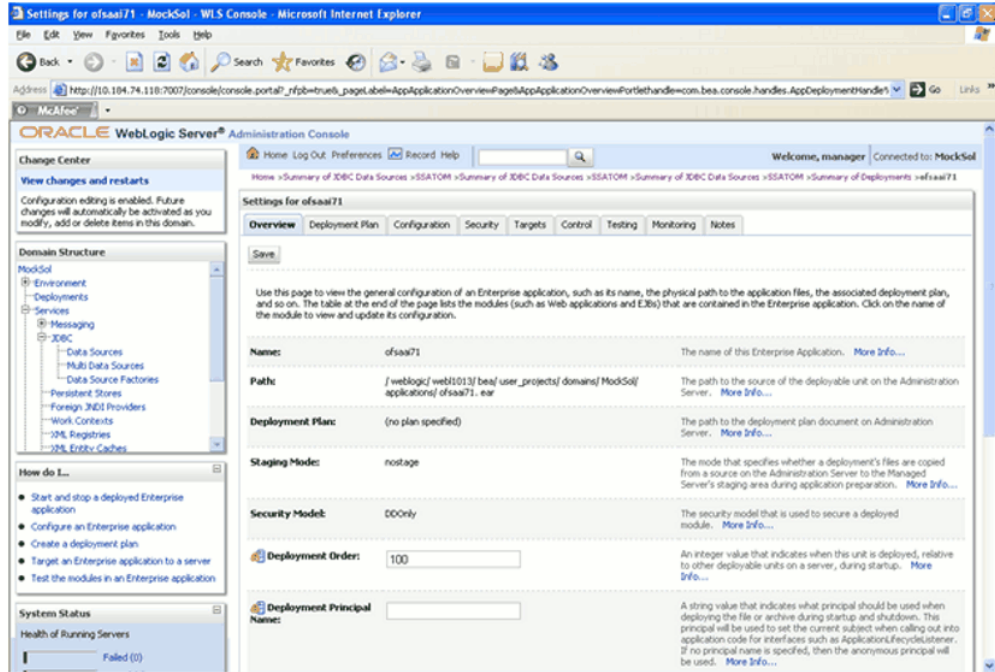 Settings for ofsaai71 - MockSol - WLS Console - Microsoft Internet Explorer
File Edit View Favorites Tools Help
Back Search Favorites
Address http://10.184.74.118:7007/console/console.portal?_nfpb=true&_pageLabel=AppApplicationOverviewPage&AppApplicationOverviewPortlethandle=com.bea.console.handles.AppDeploymentHandle% Go Links »
McAfee
ORACLE WebLogic Server® Administration Console
Change Center
View changes and restarts
Configuration editing is enabled. Future
changes will automatically be activated as you
modify, add or delete items in this domain.
Domain Structure
MockSol
Environment
Deployments
Services
Messaging
JDBC
Data Sources
Multi Data Sources
Data Source Factories
Persistent Stores
Foreign JNDI Providers
Work Contexts
XML Registries
XML Entity Caches
How do I...
Start and stop a deployed Enterprise
application
Configure an Enterprise application
Create a deployment plan
Target an Enterprise application to a server
Test the modules in an Enterprise application
System Status
Health of Running Servers
Failed (0)
Home Log Out Preferences Record Help
Welcome, manager Connected to: MockSol
Home >Summary of JDBC Data Sources >SSATOM >Summary of JDBC Data Sources >SSATOM >Summary of JDBC Data Sources >SSATOM >Summary of Deployments >ofsaai71
Settings for ofsaai71
Overview Deployment Plan Configuration Security Targets Control Testing Monitoring Notes
Save
Use this page to view the general configuration of an Enterprise application, such as its name, the physical path to the application files, the associated deployment plan,
and so on. The table at the end of the page lists the modules (such as Web applications and EJBs) that are contained in the Enterprise application. Click on the name
of the module to view and update its configuration.
Name: ofsaai71 The name of this Enterprise Application. More Info...
Path: / weblogic/ webl1013/ bea/ user_projects/ domains/ MockSol/
applications/ ofsaai71. ear
The path to the source of the deployable unit on the Administration
Server. More Info...
Deployment Plan: (no plan specified) The path to the deployment plan document on Administration
Server. More Info...
Staging Mode: nostage The mode that specifies whether a deployment's files are copied
from a source on the Administration Server to the Managed
Server's staging area during application preparation. More Info...
Security Model: DDOnly The security model that is used to secure a deployed
module. More Info...
Deployment Order: 100 An integer value that indicates when this unit is deployed, relative
to other deployable units on a server, during startup. More
Info...
Deployment Principal
Name:
A string value that indicates what principal should be used when
deploying the file or archive during startup and shutdown. This
principal will be used to set the current subject when calling out into
application code for interfaces such as ApplicationLifecycleListener.
If no principal name is specified, then the anonymous principal will
be used. More Info...